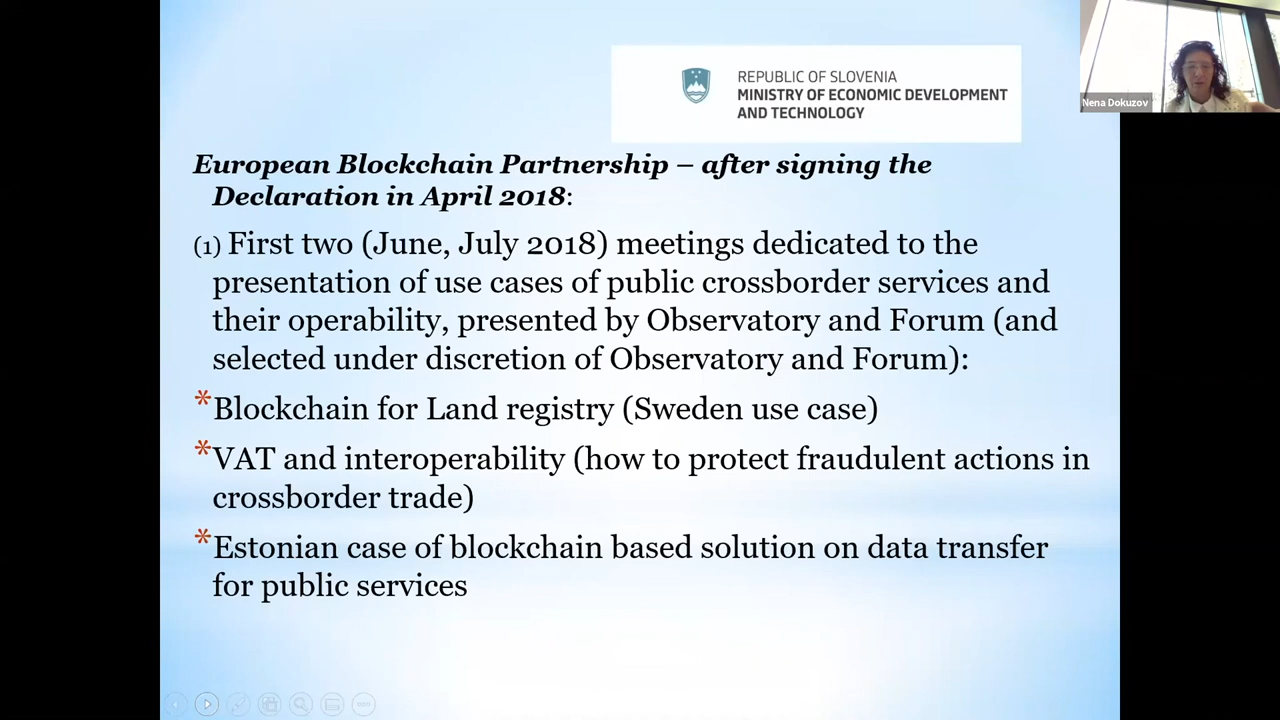 REPUBLIC OF SLOVENIA
MINISTRY OF ECONOMIC DEVELOPMENT
AND TECHNOLOGY
Nena Dokuzov
European Blockchain Partnership – after signing the
Declaration in April 2018:
(1) First two (June, July 2018) meetings dedicated to the
presentation of use cases of public crossborder services and
their operability, presented by Observatory and Forum (and
selected under discretion of Observatory and Forum):
*Blockchain for Land registry (Sweden use case)
*VAT and interoperability (how to protect fraudulent actions in
crossborder trade)
*Estonian case of blockchain based solution on data transfer
for public services